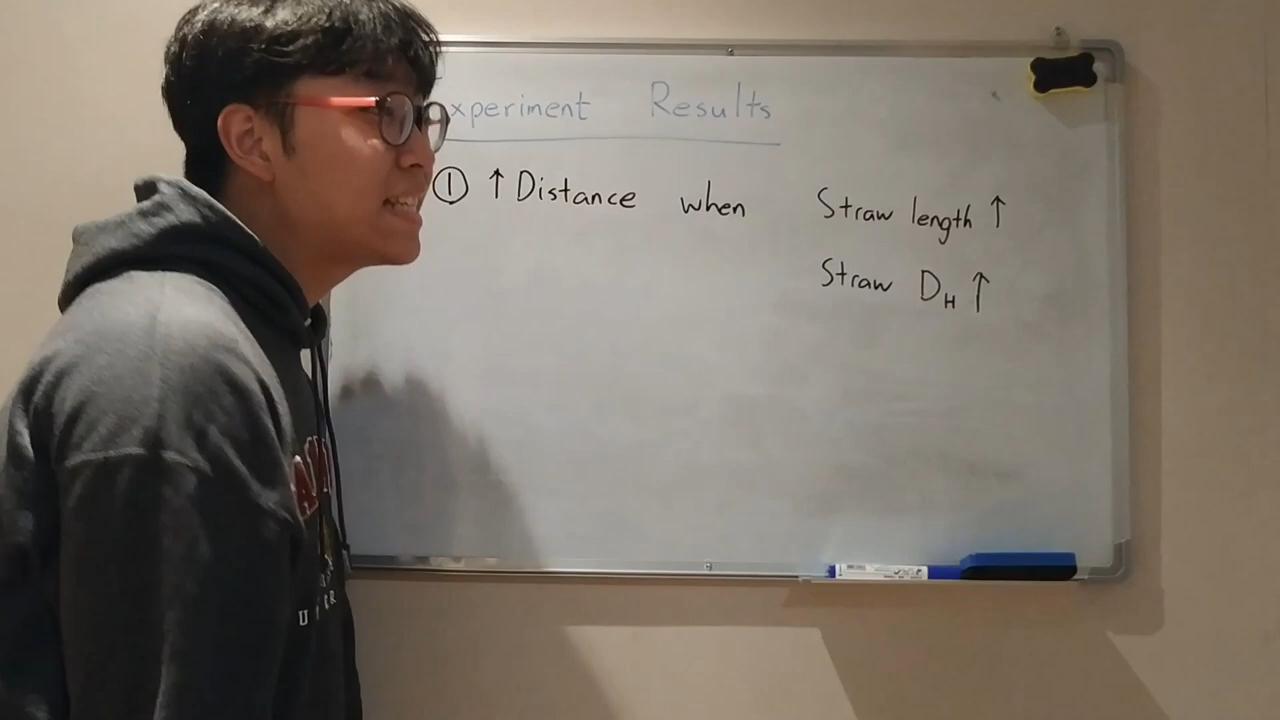 xperiment Results
① ↑ Distance when Straw length ↑
Straw D_H ↑